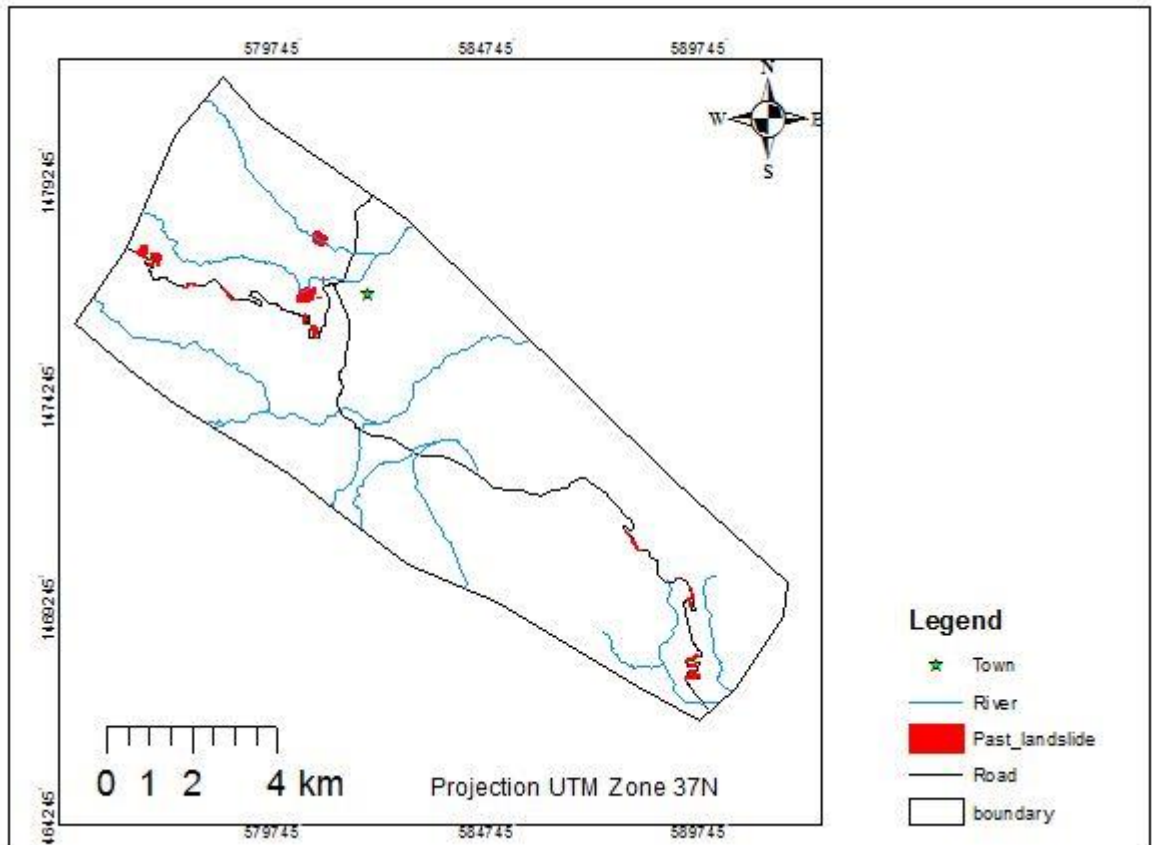 579745 584745 589745
N
W E
S
1479245
1474245
1469245
464245
0 1 2 4 km
Projection UTM Zone 37N
579745 584745 589745
Legend
Town
River
Past_landslide
Road
boundary